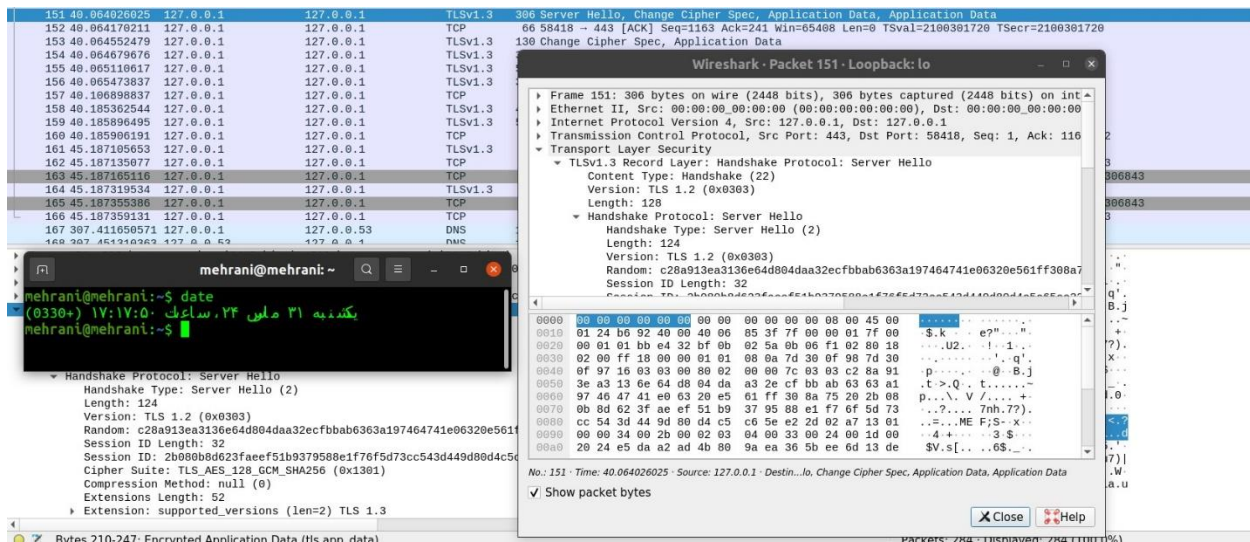 151 40.064026025 127.0.0.1 127.0.0.1 TLSv1.3 306 Server Hello, Change Cipher Spec, Application Data, Application Data
152 40.064170211 127.0.0.1 127.0.0.1 TCP 66 58418 → 443 [ACK] Seq=1163 Ack=241 Win=65408 Len=0 TSval=2100301720 TSecr=2100301720
153 40.064552479 127.0.0.1 127.0.0.1 TLSv1.3 130 Change Cipher Spec, Application Data
154 40.064679676 127.0.0.1 127.0.0.1 TLSv1.3
155 40.065110617 127.0.0.1 127.0.0.1 TLSv1.3
156 40.065473837 127.0.0.1 127.0.0.1 TLSv1.3
157 40.106898837 127.0.0.1 127.0.0.1 TCP
158 40.185362544 127.0.0.1 127.0.0.1 TLSv1.3
159 40.185896495 127.0.0.1 127.0.0.1 TLSv1.3
160 40.185906191 127.0.0.1 127.0.0.1 TCP
161 45.187105653 127.0.0.1 127.0.0.1 TLSv1.3
162 45.187135077 127.0.0.1 127.0.0.1 TCP
163 45.187165116 127.0.0.1 127.0.0.1 TCP 306843
164 45.187319534 127.0.0.1 127.0.0.1 TLSv1.3
165 45.187355386 127.0.0.1 127.0.0.1 TCP 306843
166 45.187359131 127.0.0.1 127.0.0.1 TCP
167 307.411650571 127.0.0.1 127.0.0.53 DNS
168 307.451310363 127.0.0.53 127.0.0.1 DNS
mehrani@mehrani: ~
mehrani@mehrani:~$ date
یکشنبه ۳۱ مارس ۲۴، ساعت ۱۷:۱۷:۵۰ (+0330)
mehrani@mehrani:~$
Handshake Protocol: Server Hello
Handshake Type: Server Hello (2)
Length: 124
Version: TLS 1.2 (0x0303)
Random: c28a913ea3136e64d804daa32ecfbbab6363a197464741e06320e561f
Session ID Length: 32
Session ID: 2b080b8d623faeef51b9379588e1f76f5d73cc543d449d80d4c5
Cipher Suite: TLS_AES_128_GCM_SHA256 (0x1301)
Compression Method: null (0)
Extensions Length: 52
Extension: supported_versions (len=2) TLS 1.3
Bytes 210-247: Encrypted Application Data (tls.app_data)
Packets: 284 · Displayed: 284 (100.0%)
Wireshark · Packet 151 · Loopback: lo
Frame 151: 306 bytes on wire (2448 bits), 306 bytes captured (2448 bits) on int
Ethernet II, Src: 00:00:00_00:00:00 (00:00:00:00:00:00), Dst: 00:00:00_00:00:00
Internet Protocol Version 4, Src: 127.0.0.1, Dst: 127.0.0.1
Transmission Control Protocol, Src Port: 443, Dst Port: 58418, Seq: 1, Ack: 116
Transport Layer Security
TLSv1.3 Record Layer: Handshake Protocol: Server Hello
Content Type: Handshake (22)
Version: TLS 1.2 (0x0303)
Length: 128
Handshake Protocol: Server Hello
Handshake Type: Server Hello (2)
Length: 124
Version: TLS 1.2 (0x0303)
Random: c28a913ea3136e64d804daa32ecfbbab6363a197464741e06320e561ff308a7
Session ID Length: 32
0000 00 00 00 00 00 00 00 00 00 00 00 00 08 00 45 00
0010 01 24 b6 92 40 00 40 06 85 3f 7f 00 00 01 7f 00
0020 00 01 01 bb e4 32 bf 0b 02 5a 0b 06 f1 02 80 18
0030 02 00 ff 18 00 00 01 01 08 0a 7d 30 0f 98 7d 30
0040 0f 97 16 03 03 00 80 02 00 00 7c 03 03 c2 8a 91
0050 3e a3 13 6e 64 d8 04 da a3 2e cf bb ab 63 63 a1
0060 97 46 47 41 e0 63 20 e5 61 ff 30 8a 75 20 2b 08
0070 0b 8d 62 3f ae ef 51 b9 37 95 88 e1 f7 6f 5d 73
0080 cc 54 3d 44 9d 80 d4 c5 c6 5e e2 2d 02 a7 13 01
0090 00 00 34 00 2b 00 02 03 04 00 33 00 24 00 1d 00
00a0 20 24 e5 da a2 ad 4b 80 9a ea 36 5b ee 6d 13 de
No.: 151 · Time: 40.064026025 · Source: 127.0.0.1 · Destin...lo, Change Cipher Spec, Application Data, Application Data
Show packet bytes
Close
Help